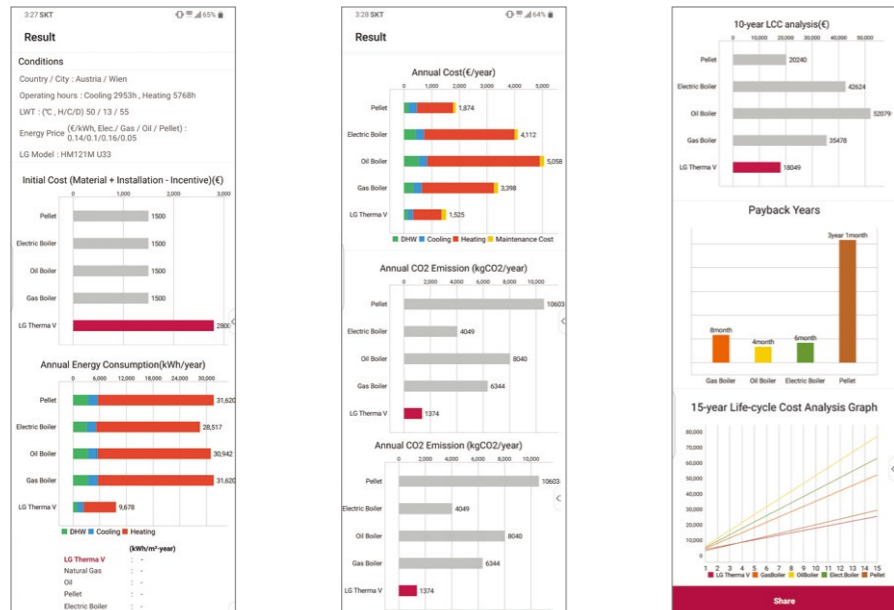 3:27 SKT
65%
Result
Conditions
Country / City : Austria / Wien
Operating hours : Cooling 2953h , Heating 5768h
LWT : (℃ , H/C/D) 50 / 13 / 55
Energy Price (€/kWh, Elec./ Gas / Oil / Pellet) :
0.14/0.1/0.16/0.05
LG Model : HM121M U33
Initial Cost (Material + Installation - Incentive)(€)
0 1,000 2,000 3,000
Pellet 1500
Electric Boiler 1500
Oil Boiler 1500
Gas Boiler 1500
LG Therma V 2800
Annual Energy Consumption(kWh/year)
0 6,000 12,000 18,000 24,000 30,000
Pellet 31,620
Electric Boiler 28,517
Oil Boiler 30,942
Gas Boiler 31,620
LG Therma V 9,678
DHW Cooling Heating
(kWh/m²·year)
LG Therma V : -
Natural Gas : -
Oil : -
Pellet : -
Electric Boiler : -
3:28 SKT
64%
Result
Annual Cost(€/year)
0 1,000 2,000 3,000 4,000 5,000
Pellet 1,874
Electric Boiler 4,112
Oil Boiler 5,058
Gas Boiler 3,398
LG Therma V 1,525
DHW Cooling Heating Maintenance Cost
Annual CO2 Emission (kgCO2/year)
0 2,000 4,000 6,000 8,000 10,000
Pellet 10603
Electric Boiler 4049
Oil Boiler 8040
Gas Boiler 6344
LG Therma V 1374
Annual CO2 Emission (kgCO2/year)
0 2,000 4,000 6,000 8,000 10,000
Pellet 10603
Electric Boiler 4049
Oil Boiler 8040
Gas Boiler 6344
LG Therma V 1374
10-year LCC analysis(€)
0 10,000 20,000 30,000 40,000 50,000
Pellet 20240
Electric Boiler 42624
Oil Boiler 52079
Gas Boiler 35478
LG Therma V 18049
Payback Years
3year 1month
8month
4month
6month
Gas Boiler Oil Boiler Electric Boiler Pellet
15-year Life-cycle Cost Analysis Graph
80,000
70,000
60,000
50,000
40,000
30,000
20,000
10,000
0
1 2 3 4 5 6 7 8 9 10 11 12 13 14 15
LG Therma V GasBoiler OilBoiler Elect.Boiler Pellet
Share